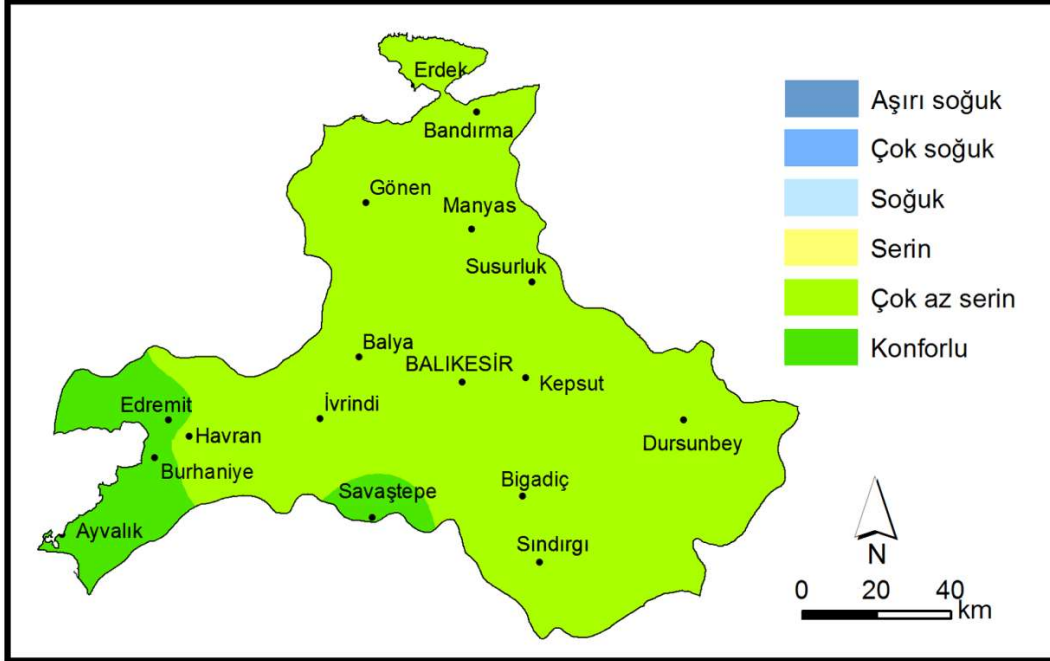 Erdek
Bandırma
Gönen
Manyas
Susurluk
Balya
BALIKESİR
Kepsut
Edremit
İvrindi
Havran
Dursunbey
Burhaniye
Savaştepe
Bigadiç
Ayvalık
Sındırgı
Aşırı soğuk
Çok soğuk
Soğuk
Serin
Çok az serin
Konforlu
N
0 20 40
km